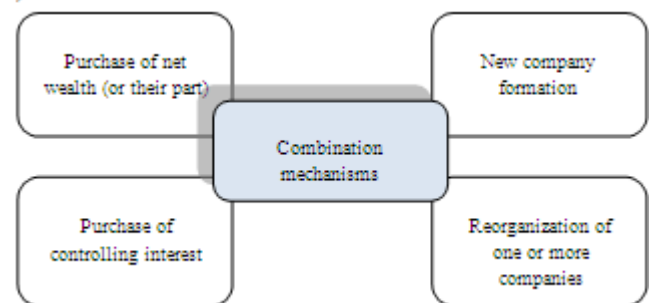 Purchase of net
wealth (or their part)
New company
formation
Combination
mechanisms
Purchase of
controlling interest
Reorganization of
one or more
companies